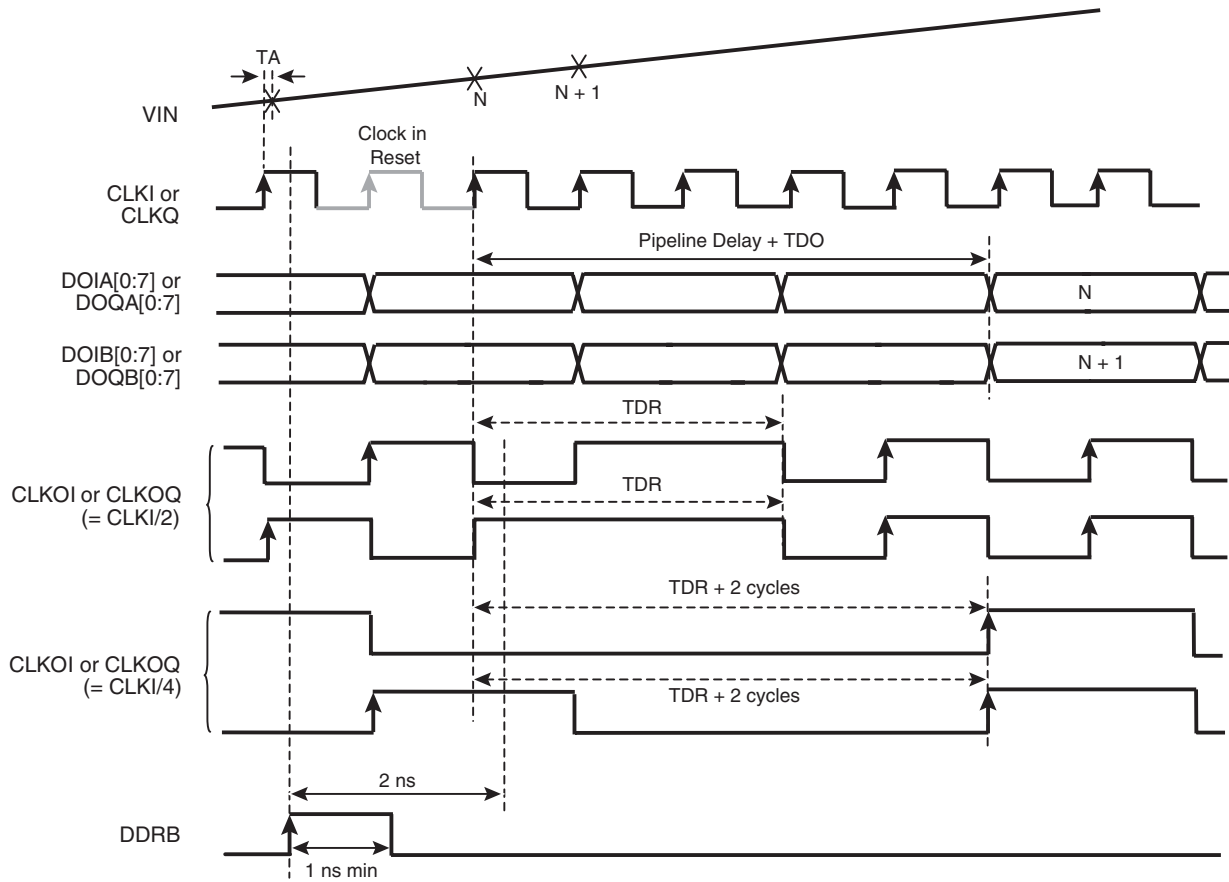 TA
N
N + 1
VIN
Clock in
Reset
CLKI or
CLKQ
Pipeline Delay + TDO
DOIA[0:7] or
DOQA[0:7]
N
DOIB[0:7] or
DOQB[0:7]
N + 1
TDR
CLKOI or CLKOQ
(= CLKI/2)
TDR
TDR + 2 cycles
CLKOI or CLKOQ
(= CLKI/4)
TDR + 2 cycles
2 ns
DDRB
1 ns min